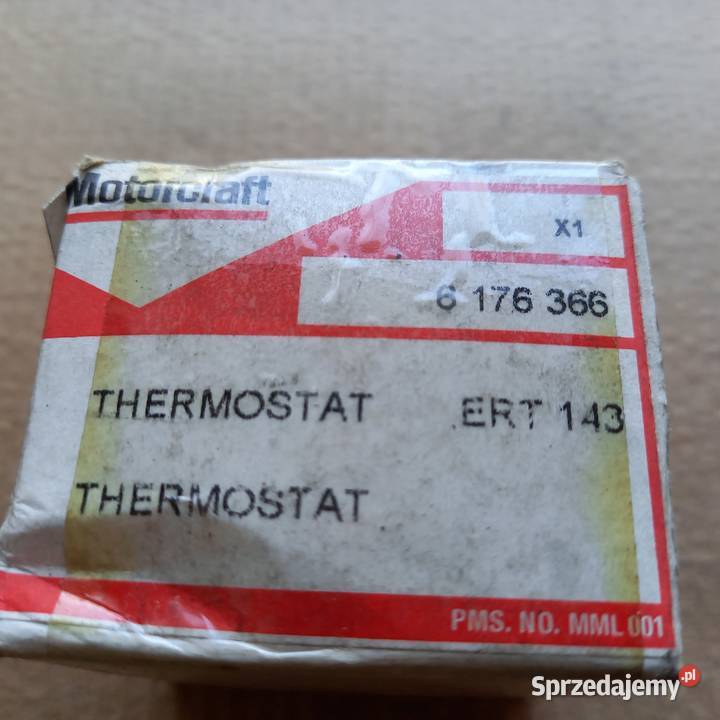 Motorcraft
X1
6 176 366
THERMOSTAT ERT 143
THERMOSTAT
PMS. NO. MML 001
Sprzedajemy.pl